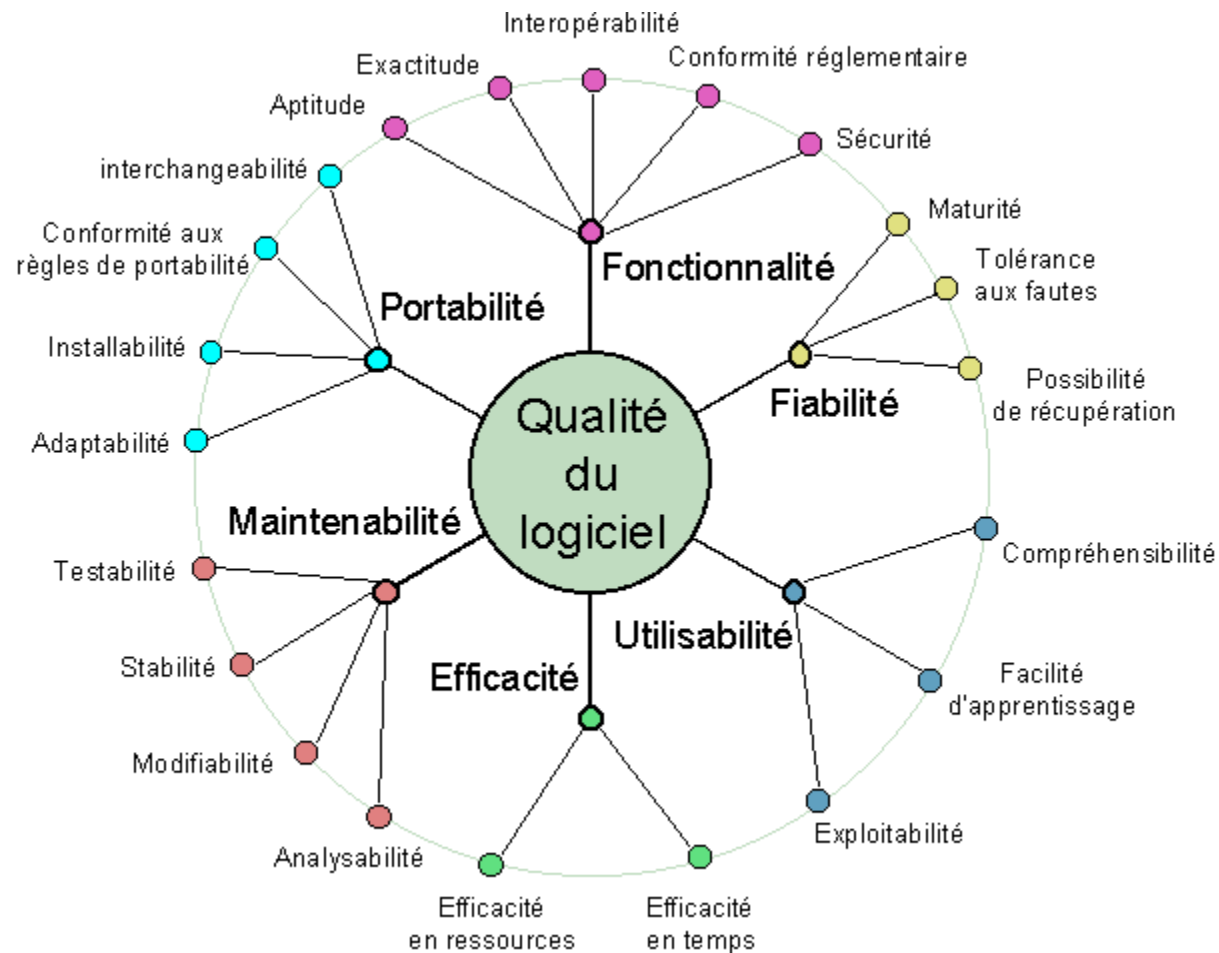 Interopérabilité
Exactitude
Conformité réglementaire
Aptitude
Sécurité
interchangeabilité
Maturité
Conformité aux
règles de portabilité
Tolérance
aux fautes
Fonctionnalité
Portabilité
Installabilité
Possibilité
de récupération
Fiabilité
Qualité
du
logiciel
Adaptabilité
Maintenabilité
Compréhensibilité
Testabilité
Utilisabilité
Stabilité
Efficacité
Facilité
d'apprentissage
Modifiabilité
Exploitabilité
Analysabilité
Efficacité
en ressources
Efficacité
en temps